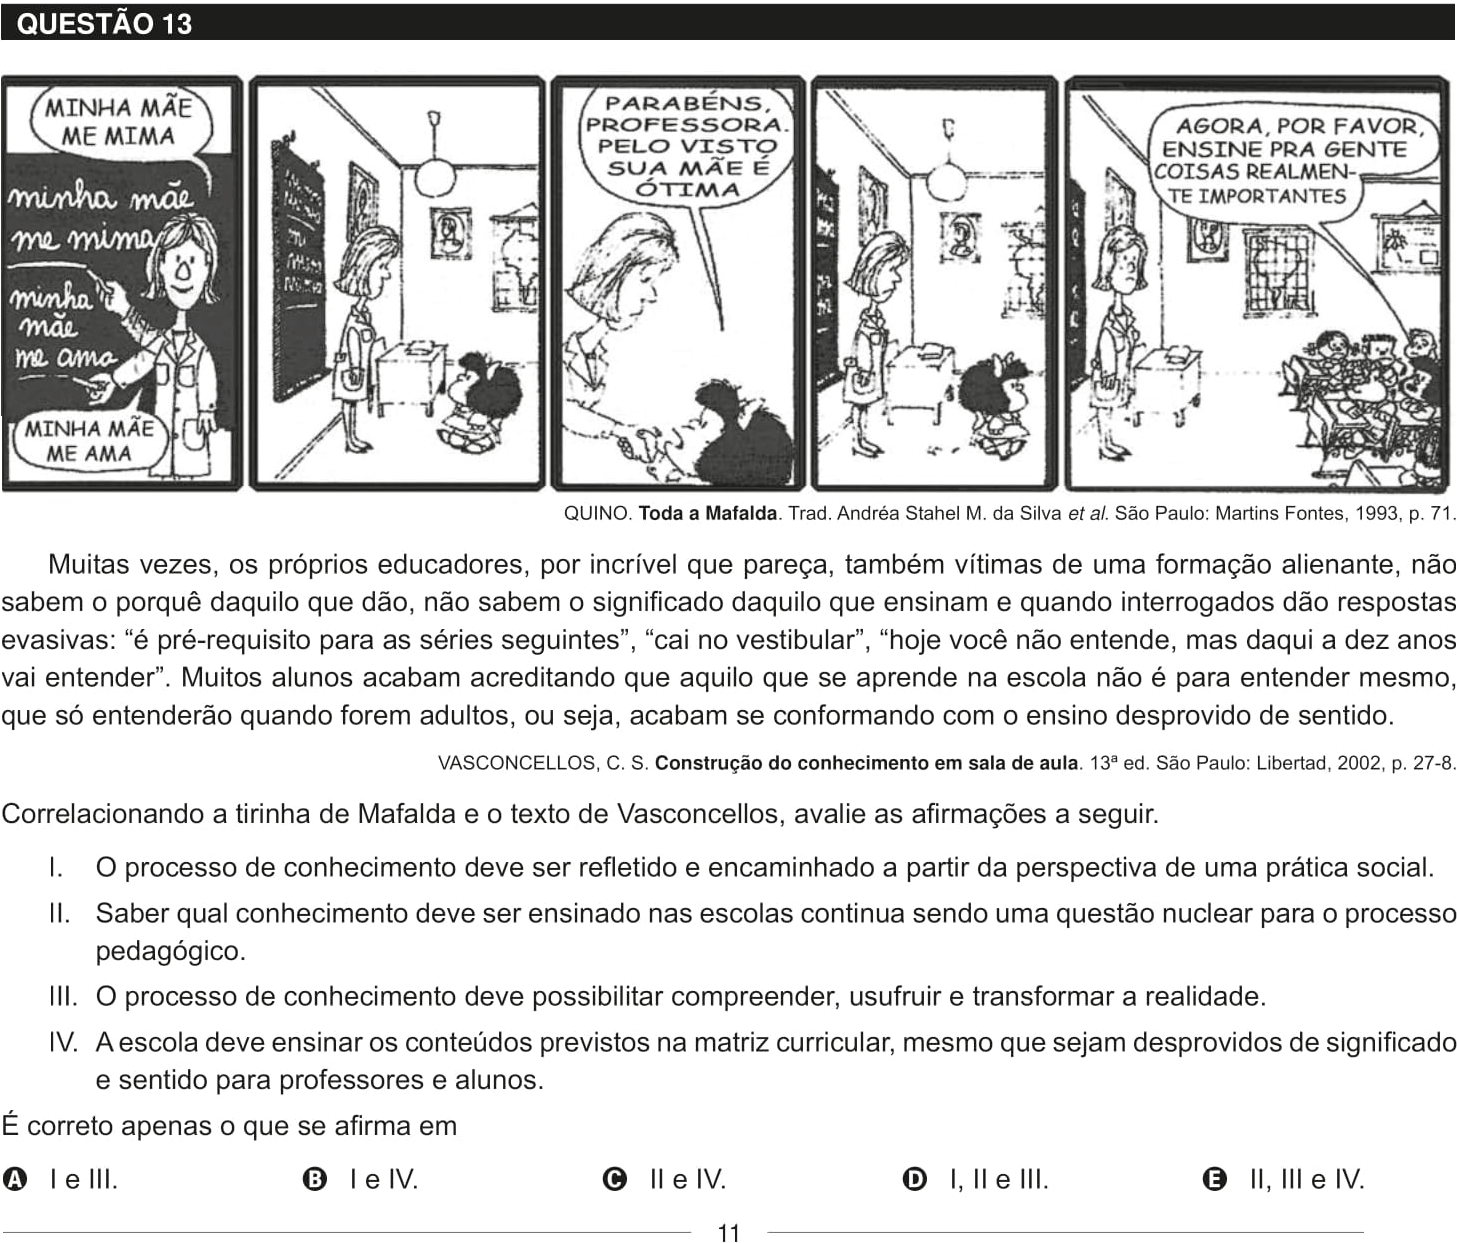 QUESTÃO 13
MINHA MÃE
ME MIMA
minha mãe
me mima
minha
mãe
me ama
MINHA MÃE
ME AMA
PARABÉNS,
PROFESSORA.
PELO VISTO
SUA MÃE É
ÓTIMA
AGORA, POR FAVOR,
ENSINE PRA GENTE
COISAS REALMEN-
TE IMPORTANTES
QUINO. Toda a Mafalda. Trad. Andréa Stahel M. da Silva et al. São Paulo: Martins Fontes, 1993, p. 71.
Muitas vezes, os próprios educadores, por incrível que pareça, também vítimas de uma formação alienante, não
sabem o porquê daquilo que dão, não sabem o significado daquilo que ensinam e quando interrogados dão respostas
evasivas: “é pré-requisito para as séries seguintes”, “cai no vestibular”, “hoje você não entende, mas daqui a dez anos
vai entender”. Muitos alunos acabam acreditando que aquilo que se aprende na escola não é para entender mesmo,
que só entenderão quando forem adultos, ou seja, acabam se conformando com o ensino desprovido de sentido.
VASCONCELLOS, C. S. Construção do conhecimento em sala de aula. 13ª ed. São Paulo: Libertad, 2002, p. 27-8.
Correlacionando a tirinha de Mafalda e o texto de Vasconcellos, avalie as afirmações a seguir.
I. O processo de conhecimento deve ser refletido e encaminhado a partir da perspectiva de uma prática social.
II. Saber qual conhecimento deve ser ensinado nas escolas continua sendo uma questão nuclear para o processo
pedagógico.
III. O processo de conhecimento deve possibilitar compreender, usufruir e transformar a realidade.
IV. A escola deve ensinar os conteúdos previstos na matriz curricular, mesmo que sejam desprovidos de significado
e sentido para professores e alunos.
É correto apenas o que se afirma em
A I e III.
B I e IV.
C II e IV.
D I, II e III.
E II, III e IV.
11